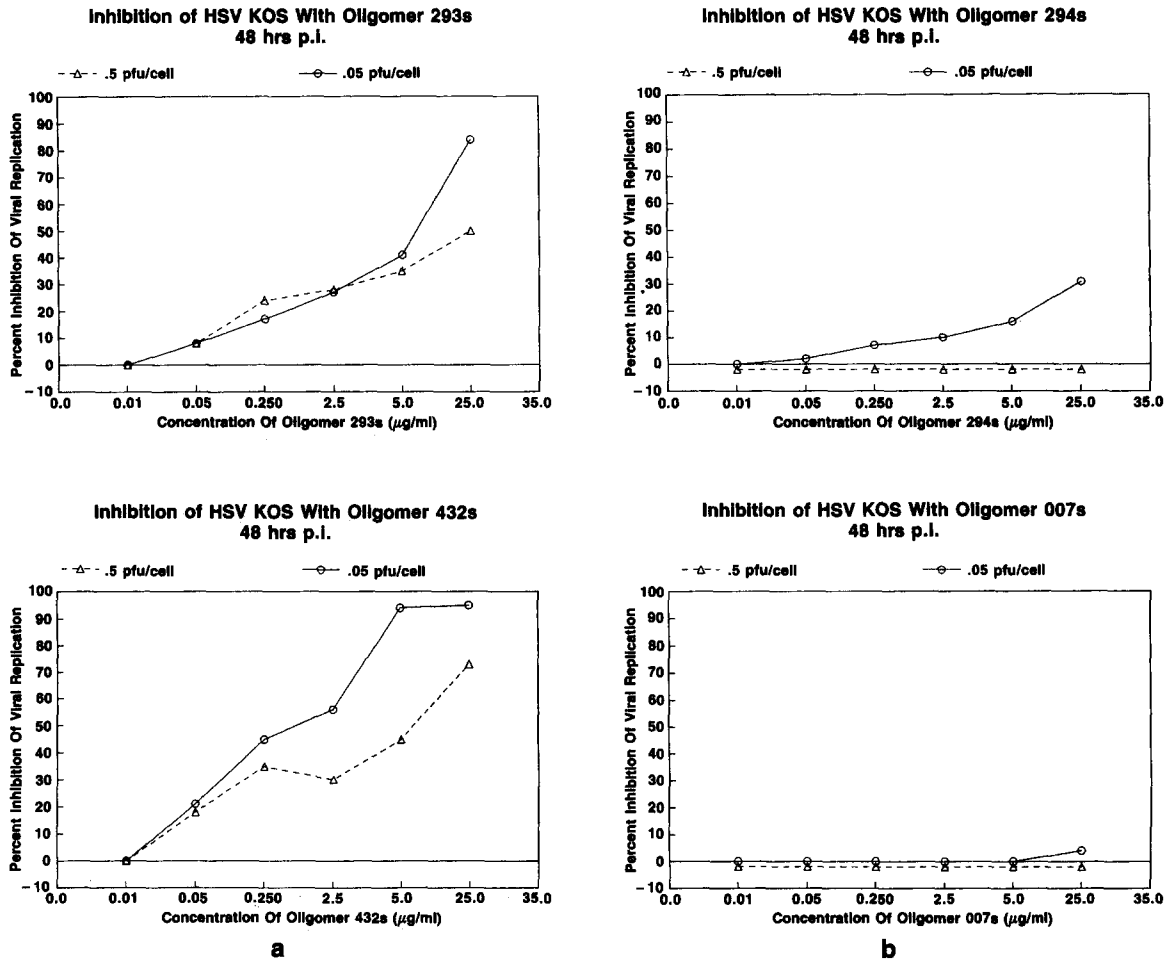 Inhibition of HSV KOS With Oligomer 293s
48 hrs p.i.
.5 pfu/cell
.05 pfu/cell
Percent Inhibition Of Viral Replication
100
90
80
70
60
50
40
30
20
10
0
-10
0.0 0.01 0.05 0.250 2.5 5.0 25.0 35.0
Concentration Of Oligomer 293s (μg/ml)
Inhibition of HSV KOS With Oligomer 294s
48 hrs p.i.
.5 pfu/cell
.05 pfu/cell
Percent Inhibition Of Viral Replication
100
90
80
70
60
50
40
30
20
10
0
-10
0.0 0.01 0.05 0.250 2.5 5.0 25.0 35.0
Concentration Of Oligomer 294s (μg/ml)
Inhibition of HSV KOS With Oligomer 432s
48 hrs p.i.
.5 pfu/cell
.05 pfu/cell
Percent Inhibition Of Viral Replication
100
90
80
70
60
50
40
30
20
10
0
-10
0.0 0.01 0.05 0.250 2.5 5.0 25.0 35.0
Concentration Of Oligomer 432s (μg/ml)
a
Inhibition of HSV KOS With Oligomer 007s
48 hrs p.i.
.5 pfu/cell
.05 pfu/cell
Percent Inhibition Of Viral Replication
100
90
80
70
60
50
40
30
20
10
0
-10
0.0 0.01 0.05 0.250 2.5 5.0 25.0 35.0
Concentration Of Oligomer 007s (μg/ml)
b